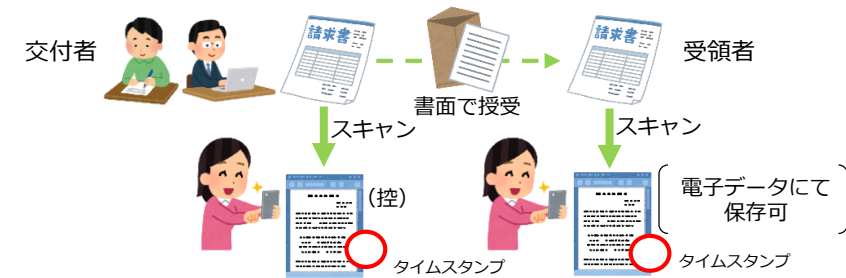 交付者
請求書
請求書
受領者
書面で授受
スキャン
スキャン
(控)
電子データにて
保存可
タイムスタンプ
タイムスタンプ